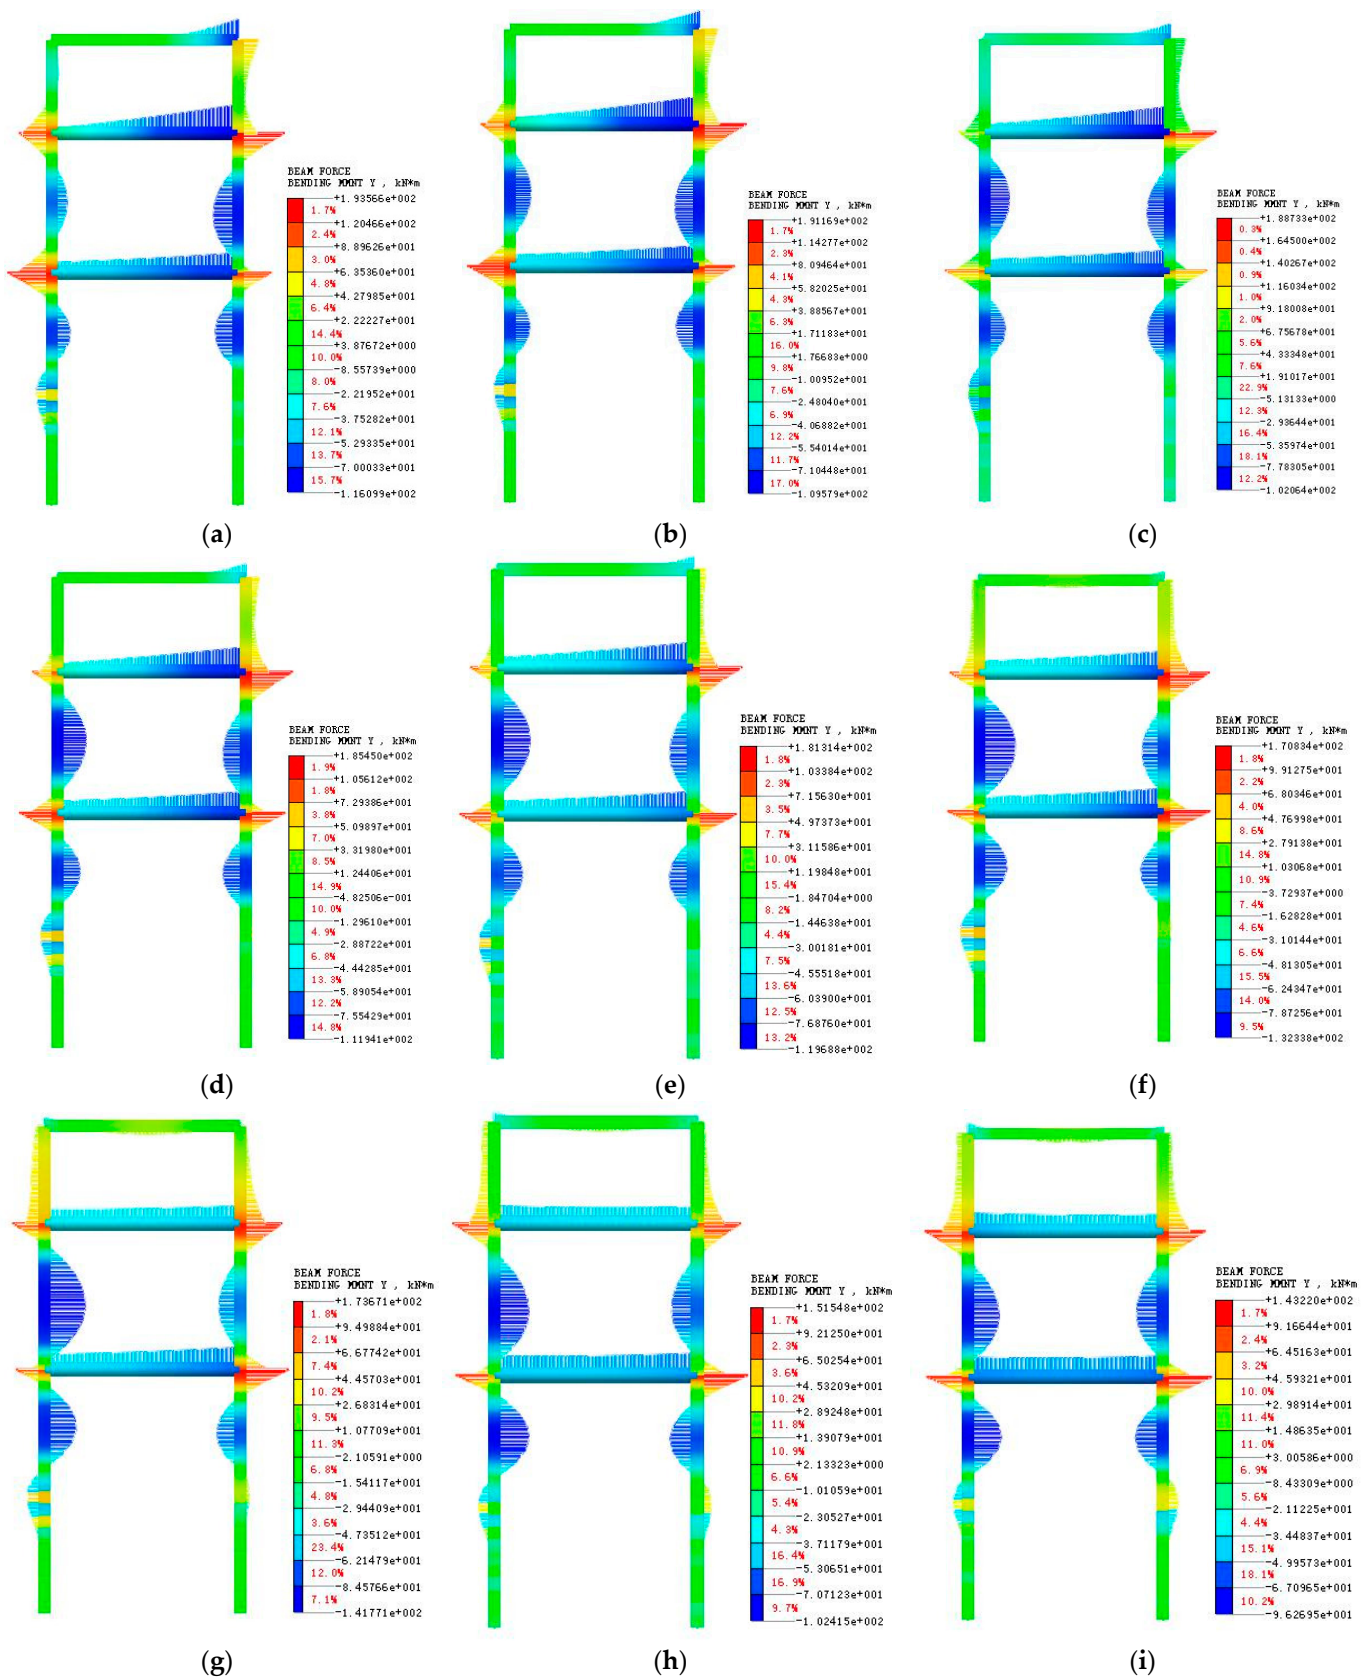 BEAM FORCE
BENDING MMNT Y , kN*m
+1.93566e+002
1.7%
+1.20466e+002
2.4%
+8.89626e+001
3.0%
+6.35360e+001
4.8%
+4.27985e+001
6.4%
+2.22227e+001
14.4%
+3.87672e+000
10.0%
-8.55739e+000
8.0%
-2.21952e+001
7.6%
-3.75282e+001
12.1%
-5.29335e+001
13.7%
-7.00033e+001
15.7%
-1.16099e+002
(a)
BEAM FORCE
BENDING MMNT Y , kN*m
+1.91169e+002
1.7%
+1.14277e+002
2.3%
+8.09464e+001
4.1%
+5.82025e+001
4.3%
+3.88567e+001
6.3%
+1.71183e+001
16.0%
+1.76683e+000
9.8%
-1.00952e+001
7.6%
-2.48040e+001
6.9%
-4.06882e+001
12.2%
-5.54014e+001
11.7%
-7.10448e+001
17.0%
-1.09579e+002
(b)
BEAM FORCE
BENDING MMNT Y , kN*m
+1.88733e+002
0.3%
+1.64500e+002
0.4%
+1.40267e+002
0.9%
+1.16034e+002
1.0%
+9.18008e+001
2.0%
+6.75678e+001
5.6%
+4.33348e+001
7.6%
+1.91017e+001
22.9%
-5.13133e+000
12.3%
-2.93644e+001
16.4%
-5.35974e+001
18.1%
-7.78305e+001
12.2%
-1.02064e+002
(c)
BEAM FORCE
BENDING MMNT Y , kN*m
+1.85450e+002
1.9%
+1.05612e+002
1.8%
+7.29386e+001
3.8%
+5.09897e+001
7.0%
+3.31980e+001
8.5%
+1.24406e+001
14.9%
-4.82506e-001
10.0%
-1.29610e+001
4.9%
-2.88722e+001
6.8%
-4.44285e+001
13.3%
-5.89054e+001
12.2%
-7.55429e+001
14.8%
-1.11941e+002
(d)
BEAM FORCE
BENDING MMNT Y , kN*m
+1.81314e+002
1.8%
+1.03384e+002
2.3%
+7.15630e+001
3.5%
+4.97373e+001
7.7%
+3.11586e+001
10.0%
+1.19848e+001
15.4%
-1.84704e+000
8.2%
-1.44638e+001
4.4%
-3.00181e+001
7.5%
-4.55518e+001
13.6%
-6.03900e+001
12.5%
-7.68760e+001
13.2%
-1.19688e+002
(e)
BEAM FORCE
BENDING MMNT Y , kN*m
+1.70834e+002
1.8%
+9.91275e+001
2.2%
+6.80346e+001
4.0%
+4.76998e+001
8.6%
+2.79138e+001
14.8%
+1.03068e+001
10.9%
-3.72937e+000
7.4%
-1.62828e+001
4.6%
-3.10144e+001
6.6%
-4.81305e+001
15.5%
-6.24347e+001
14.0%
-7.87256e+001
9.5%
-1.32338e+002
(f)
BEAM FORCE
BENDING MMNT Y , kN*m
+1.73671e+002
1.8%
+9.49884e+001
2.1%
+6.67742e+001
7.4%
+4.45703e+001
10.2%
+2.68314e+001
9.5%
+1.07709e+001
11.3%
-2.10591e+000
6.8%
-1.54117e+001
4.8%
-2.94409e+001
3.6%
-4.73512e+001
23.4%
-6.21479e+001
12.0%
-8.45766e+001
7.1%
-1.41771e+002
(g)
BEAM FORCE
BENDING MMNT Y , kN*m
+1.51548e+002
1.7%
+9.21250e+001
2.3%
+6.50254e+001
3.6%
+4.53209e+001
10.2%
+2.89248e+001
11.8%
+1.39079e+001
10.9%
+2.13323e+000
6.6%
-1.01059e+001
5.4%
-2.30527e+001
4.3%
-3.71179e+001
16.4%
-5.30651e+001
16.9%
-7.07123e+001
9.7%
-1.02415e+002
(h)
BEAM FORCE
BENDING MMNT Y , kN*m
+1.43220e+002
1.7%
+9.16644e+001
2.4%
+6.45163e+001
3.2%
+4.59321e+001
10.0%
+2.98914e+001
11.4%
+1.48635e+001
11.0%
+3.00586e+000
6.9%
-8.43309e+000
5.6%
-2.11225e+001
4.4%
-3.44837e+001
15.1%
-4.99573e+001
18.1%
-6.70965e+001
10.2%
-9.62695e+001
(i)